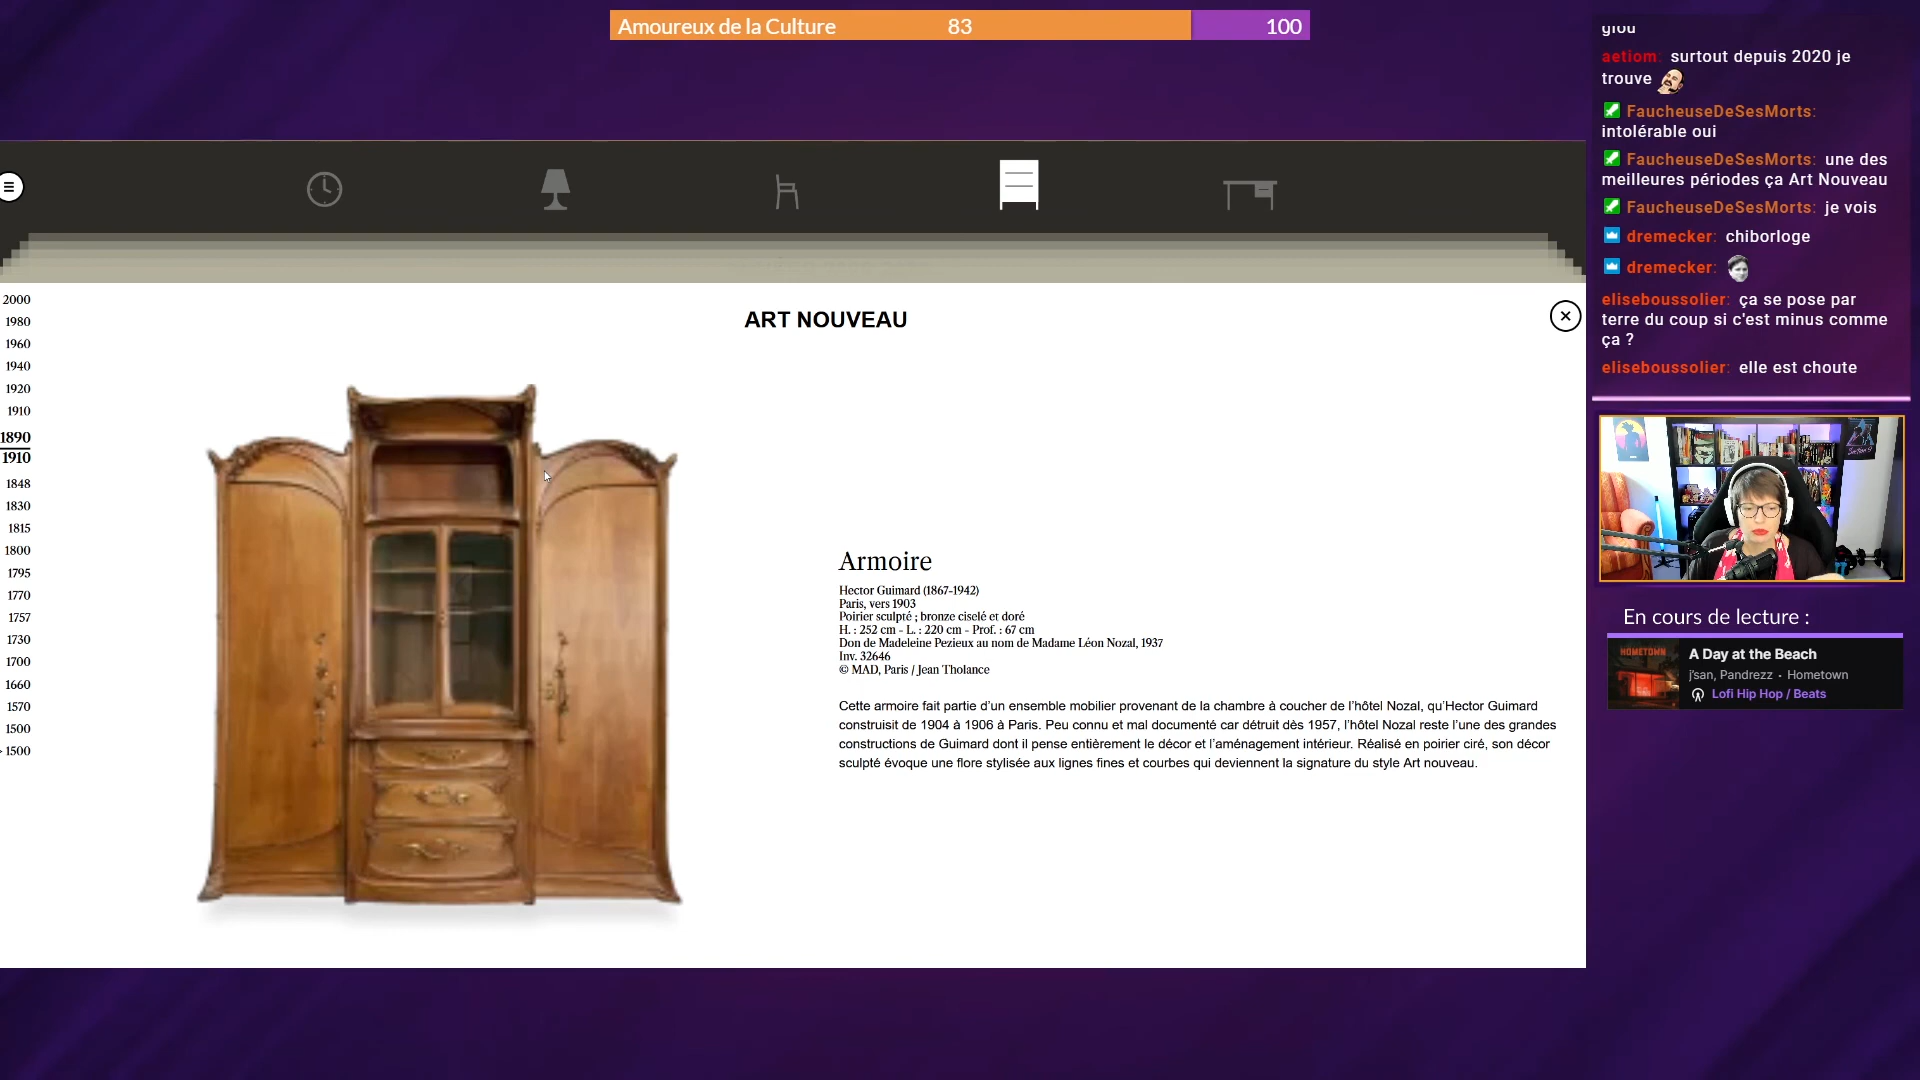 Amoureux de la Culture 83 100
aetiom: surtout depuis 2020 je
trouve
FaucheuseDeSesMorts:
intolérable oui
FaucheuseDeSesMorts: une des
meilleures périodes ça Art Nouveau
FaucheuseDeSesMorts: je vois
dremecker: chiborloge
dremecker:
eliseboussolier: ça se pose par
terre du coup si c'est minus comme
ça ?
eliseboussolier: elle est choute
ART NOUVEAU
2000
1980
1960
1940
1920
1910
1890
1910
1848
1830
1815
1800
1795
1770
1757
1730
1700
1660
1570
1500
1500
Armoire
Hector Guimard (1867-1942)
Paris, vers 1903
Poirier sculpté ; bronze ciselé et doré
H. : 252 cm - L. : 220 cm - Prof. : 67 cm
Don de Madeleine Pezieux au nom de Madame Léon Nozal, 1937
Inv. 32646
© MAD, Paris / Jean Tholance
Cette armoire fait partie d’un ensemble mobilier provenant de la chambre à coucher de l’hôtel Nozal, qu’Hector Guimard
construisit de 1904 à 1906 à Paris. Peu connu et mal documenté car détruit dès 1957, l’hôtel Nozal reste l’une des grandes
constructions de Guimard dont il pense entièrement le décor et l’aménagement intérieur. Réalisé en poirier ciré, son décor
sculpté évoque une flore stylisée aux lignes fines et courbes qui deviennent la signature du style Art nouveau.
En cours de lecture :
HOMETOWN
A Day at the Beach
j'san, Pandrezz • Hometown
Lofi Hip Hop / Beats